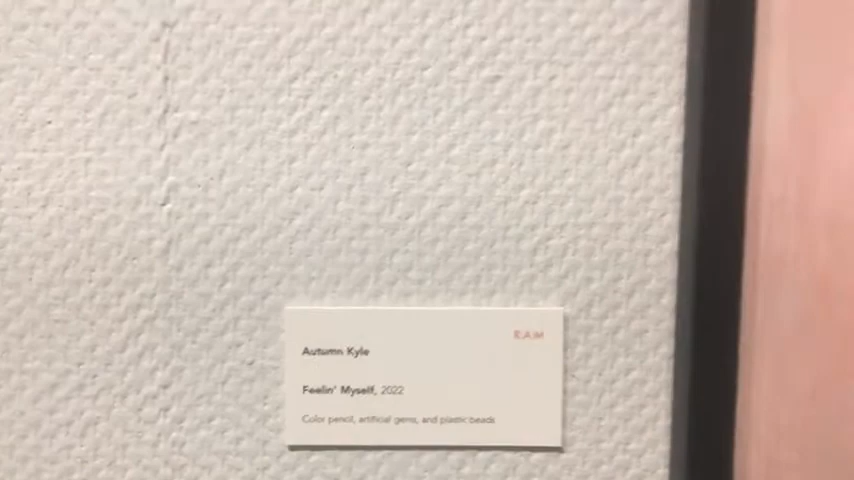 R.A.M
Autumn Kyle
Feelin' Myself, 2022
Color pencil, artificial gems, and plastic beads